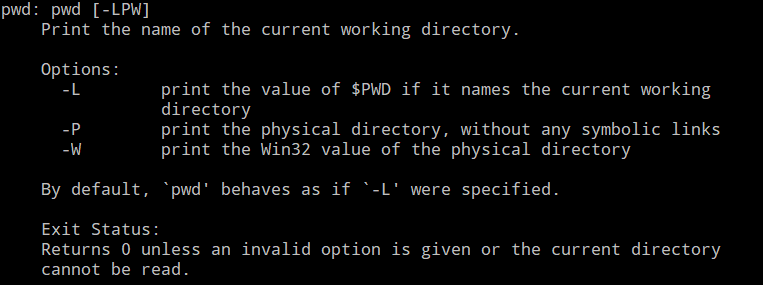 pwd: pwd [-LPW]
    Print the name of the current working directory.

    Options:
      -L        print the value of $PWD if it names the current working
                directory
      -P        print the physical directory, without any symbolic links
      -W        print the Win32 value of the physical directory

    By default, `pwd' behaves as if `-L' were specified.

    Exit Status:
    Returns 0 unless an invalid option is given or the current directory
    cannot be read.